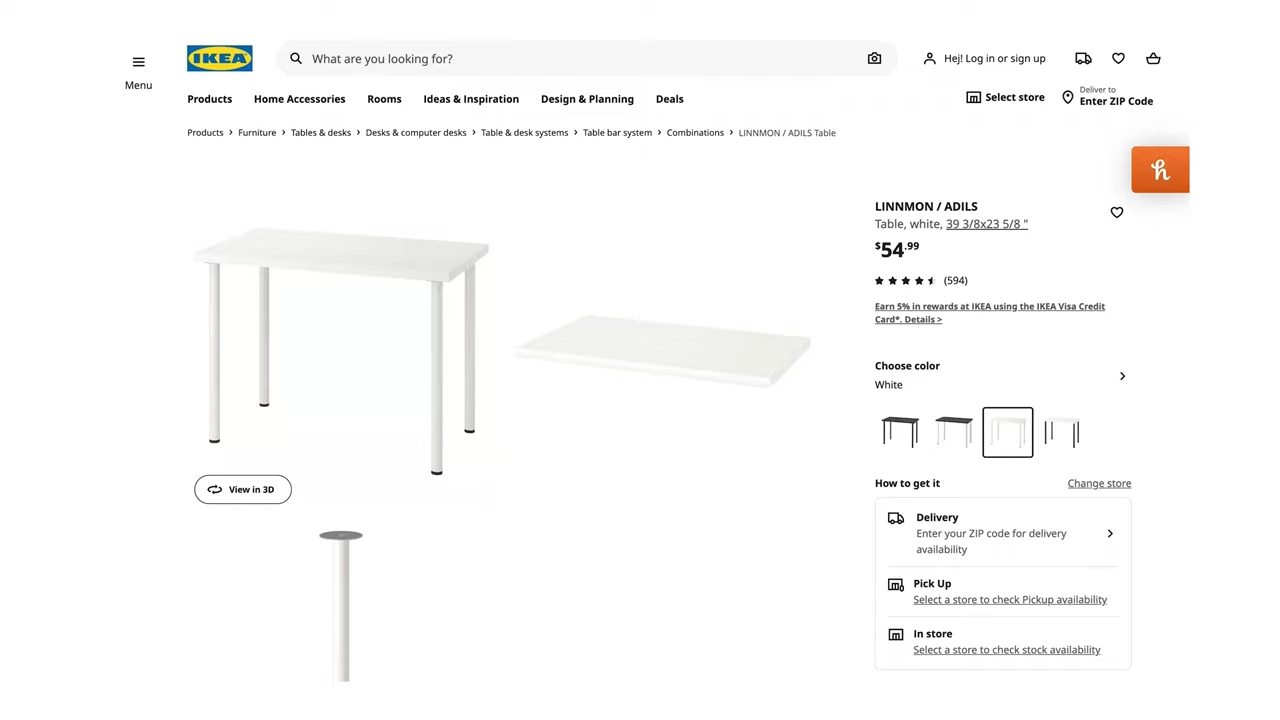 IKEA
What are you looking for?
Hej! Log in or sign up
Menu
Products Home Accessories Rooms Ideas & Inspiration Design & Planning Deals
Select store
Deliver to
Enter ZIP Code
Products > Furniture > Tables & desks > Desks & computer desks > Table & desk systems > Table bar system > Combinations > LINNMON / ADILS Table
h
LINNMON / ADILS
Table, white, 39 3/8x23 5/8 "
$54.99
(594)
Earn 5% in rewards at IKEA using the IKEA Visa Credit
Card*. Details >
Choose color
White
View in 3D
How to get it
Change store
Delivery
Enter your ZIP code for delivery
availability
Pick Up
Select a store to check Pickup availability
In store
Select a store to check stock availability